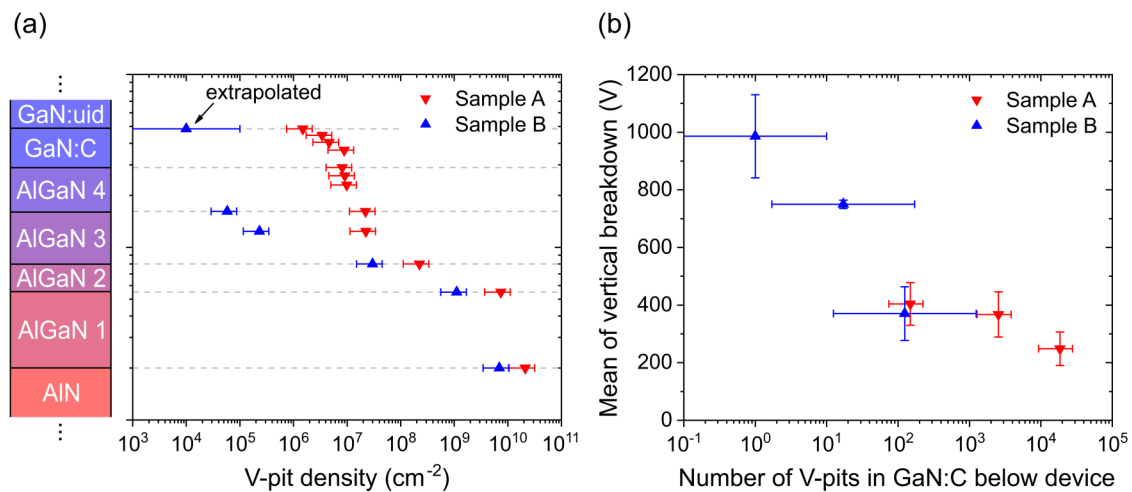 (a)
⋮
GaN:uid
GaN:C
AlGaN 4
AlGaN 3
AlGaN 2
AlGaN 1
AlN
⋮
extrapolated
Sample A
Sample B
10³ 10⁴ 10⁵ 10⁶ 10⁷ 10⁸ 10⁹ 10¹⁰ 10¹¹
V-pit density (cm⁻²)
(b)
Mean of vertical breakdown (V)
1200
1000
800
600
400
200
0
Sample A
Sample B
10⁻¹ 10⁰ 10¹ 10² 10³ 10⁴ 10⁵
Number of V-pits in GaN:C below device